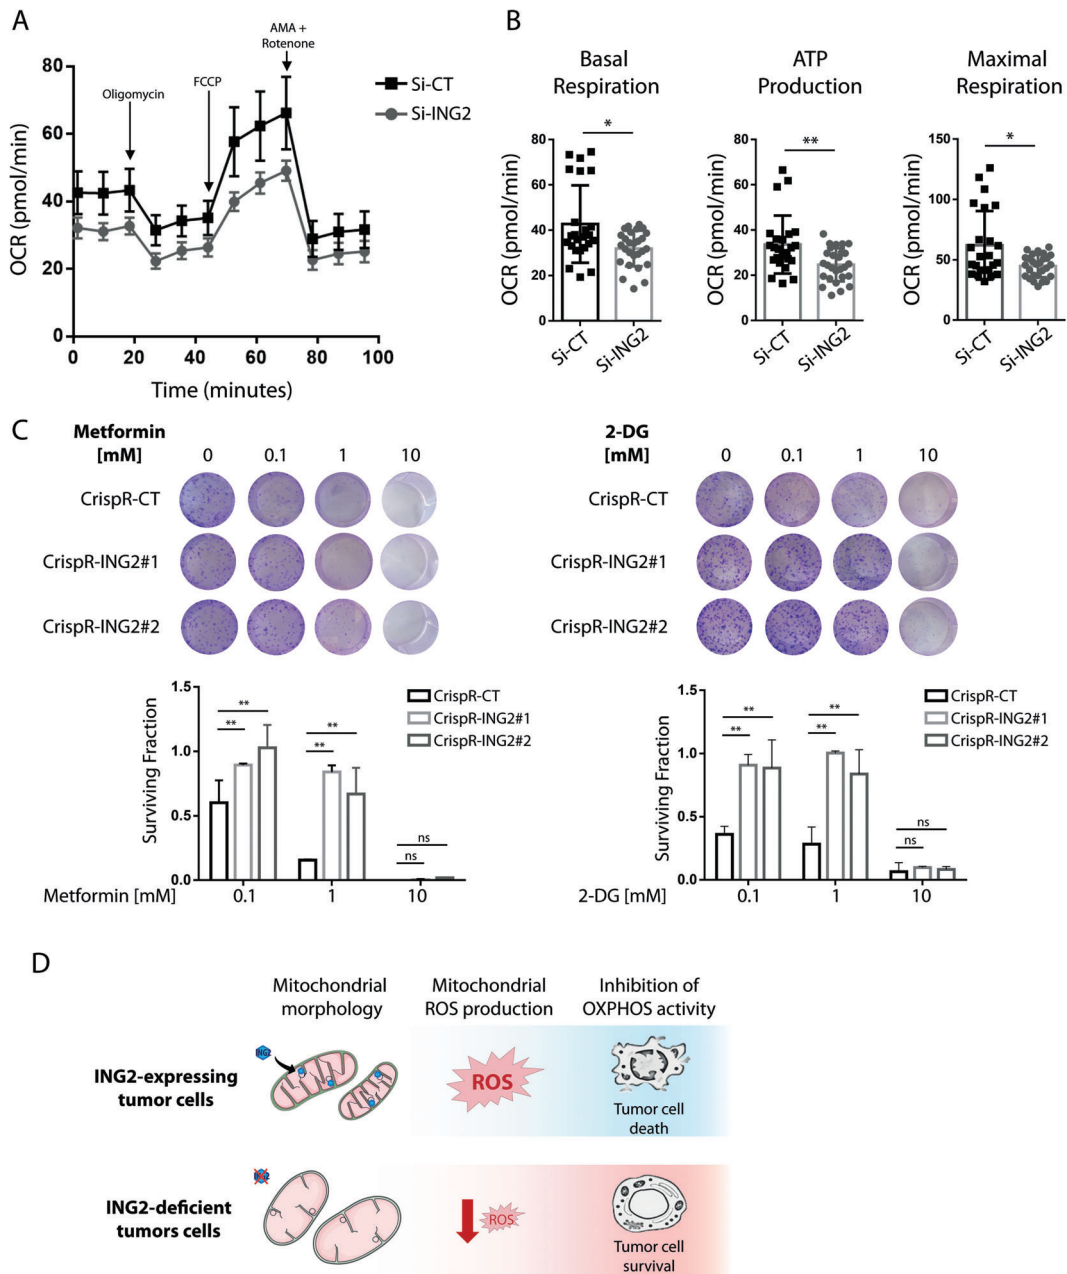 A
AMA +
Rotenone
80
Si-CT
Si-ING2
FCCP
Oligomycin
60
40
20
0
OCR (pmol/min)
0 20 40 60 80 100
Time (minutes)
B
Basal
Respiration
80
60
40
20
0
OCR (pmol/min)
*
Si-CT
Si-ING2
ATP
Production
80
60
40
20
0
OCR (pmol/min)
**
Si-CT
Si-ING2
Maximal
Respiration
150
100
50
0
OCR (pmol/min)
*
Si-CT
Si-ING2
C
Metformin
[mM] 0 0.1 1 10
CrispR-CT
CrispR-ING2#1
CrispR-ING2#2
2-DG
[mM] 0 0.1 1 10
CrispR-CT
CrispR-ING2#1
CrispR-ING2#2
1.5
1.0
0.5
0.0
Surviving Fraction
CrispR-CT
CrispR-ING2#1
CrispR-ING2#2
**
**
**
**
ns
ns
Metformin [mM] 0.1 1 10
1.5
1.0
0.5
0.0
Surviving Fraction
CrispR-CT
CrispR-ING2#1
CrispR-ING2#2
**
**
**
**
ns
ns
2-DG [mM] 0.1 1 10
D
Mitochondrial
morphology
Mitochondrial
ROS production
Inhibition of
OXPHOS activity
ING2-expressing
tumor cells
ING2
ROS
Tumor cell
death
ING2-deficient
tumors cells
ING2
ROS
Tumor cell
survival